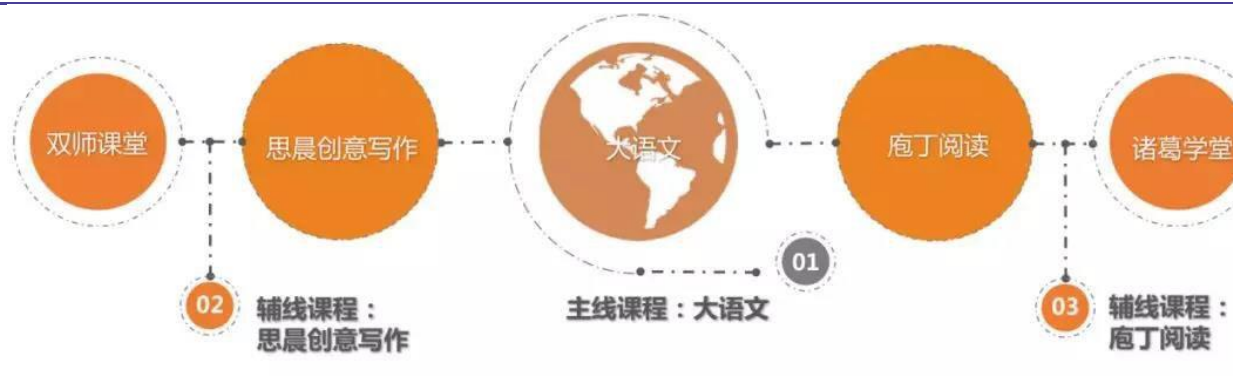 双师课堂
思晨创意写作
大语文
庖丁阅读
诸葛学堂
01
02
辅线课程：
思晨创意写作
主线课程：大语文
03
辅线课程：
庖丁阅读